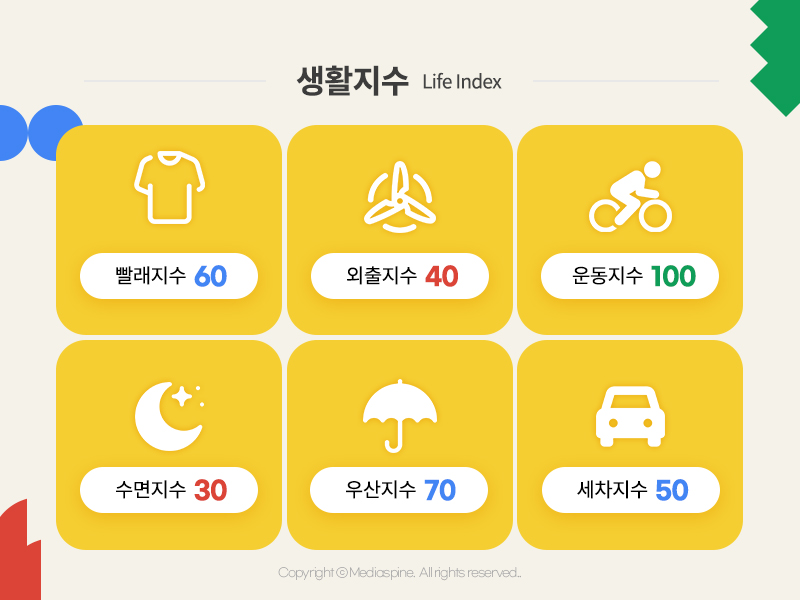 생활지수 Life Index
빨래지수 60
외출지수 40
운동지수 100
수면지수 30
우산지수 70
세차지수 50
Copyright ⓒ Mediaspine. All rights reserved..